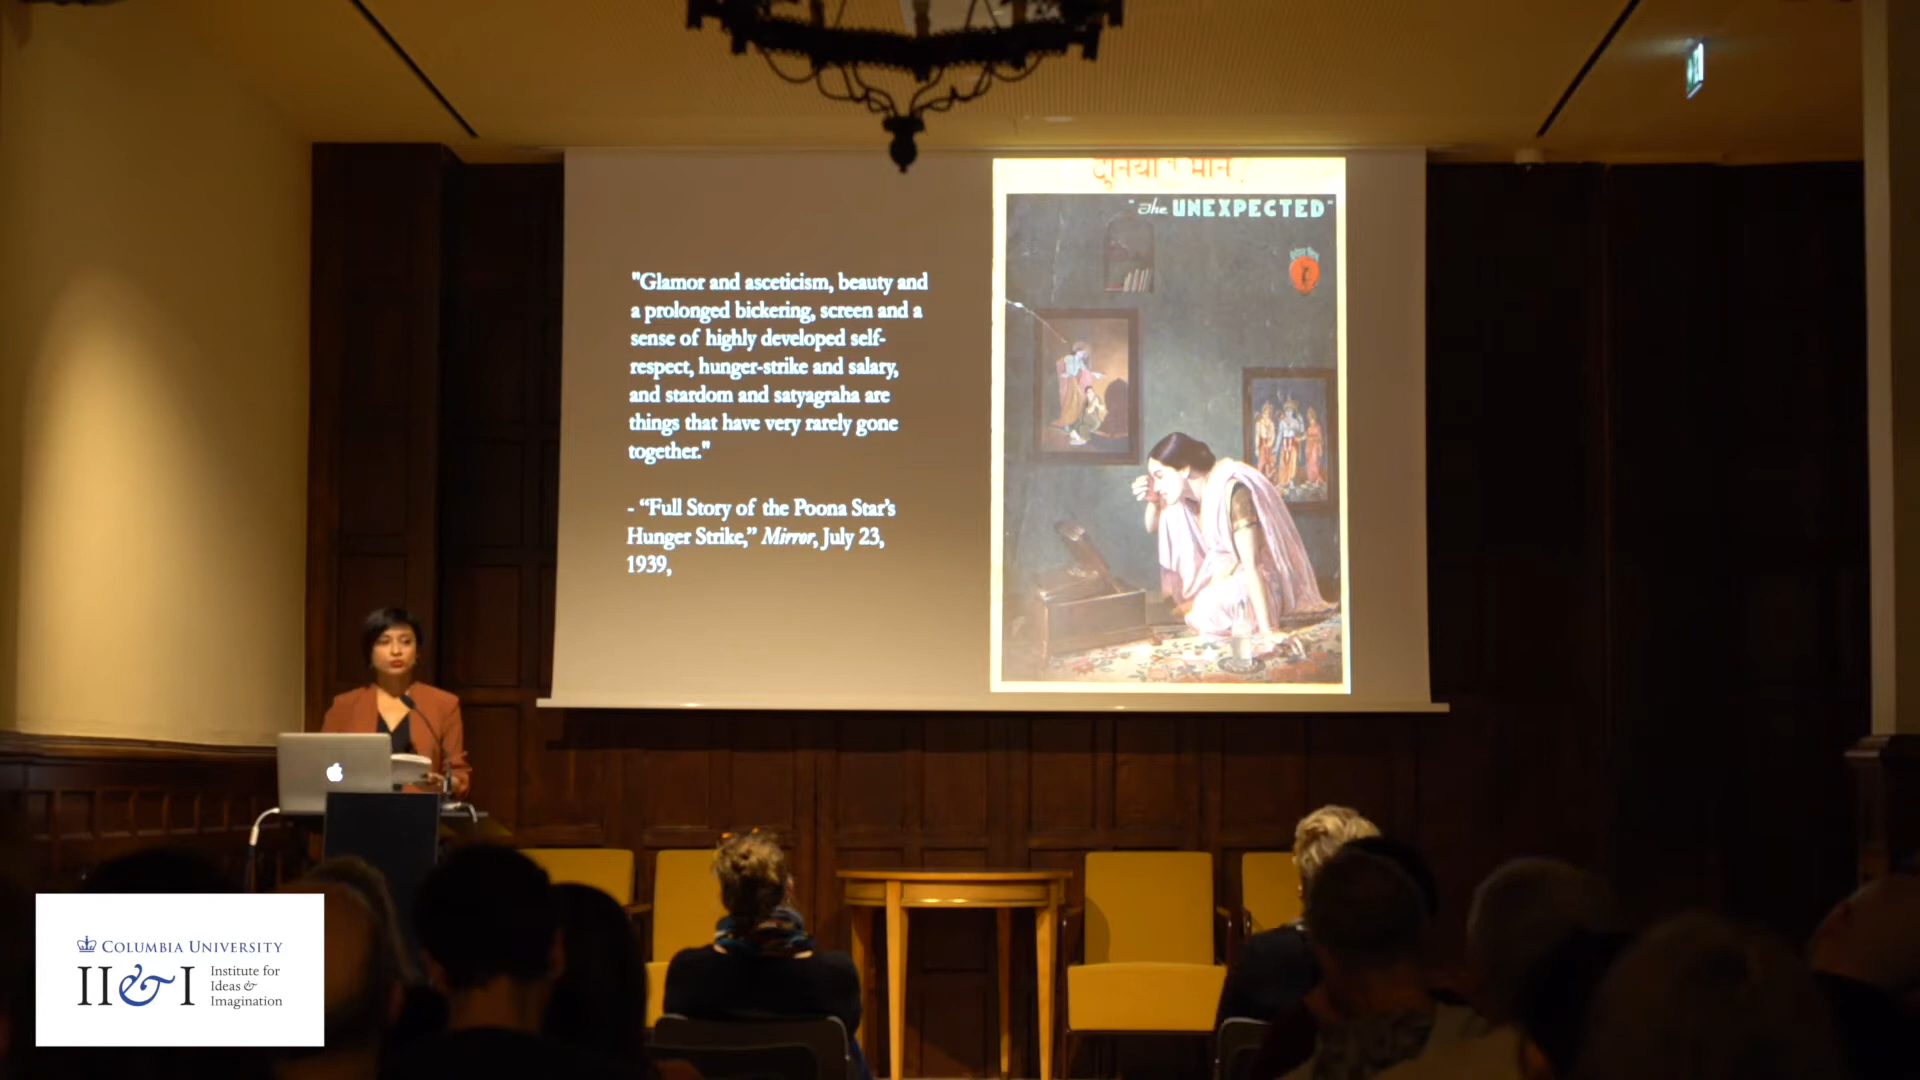 "Glamor and asceticism, beauty and
a prolonged bickering, screen and a
sense of highly developed self-
respect, hunger-strike and salary,
and stardom and satyagraha are
things that have very rarely gone
together."
- “Full Story of the Poona Star’s
Hunger Strike,” Mirror, July 23,
1939,
"The UNEXPECTED"
COLUMBIA UNIVERSITY
II&I
Institute for
Ideas &
Imagination